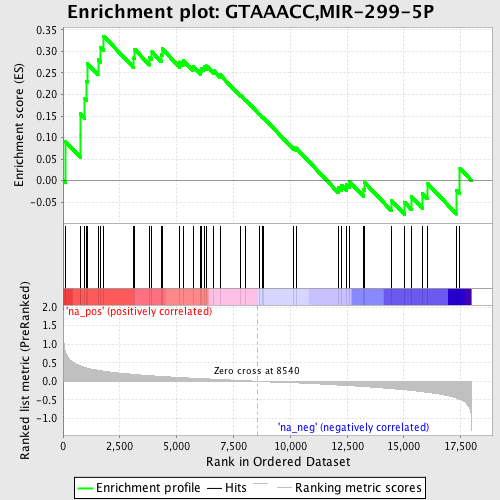 Enrichment plot: GTAAACC,MIR-299-5P
Enrichment score (ES)
0.35
0.30
0.25
0.20
0.15
0.10
0.05
0.00
-0.05
'na_pos' (positively correlated)
Ranked list metric (PreRanked)
2.0
1.5
1.0
0.5
0.0
-0.5
-1.0
Zero cross at 8540
'na_neg' (negatively correlated)
0 2,500 5,000 7,500 10,000 12,500 15,000 17,500
Rank in Ordered Dataset
Enrichment profile Hits Ranking metric scores